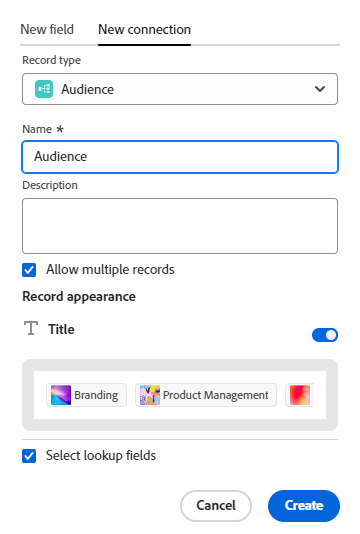 New field New connection
Record type
Audience
Name *
Audience
Description
Allow multiple records
Record appearance
T Title
Branding Product Management
Select lookup fields
Cancel Create